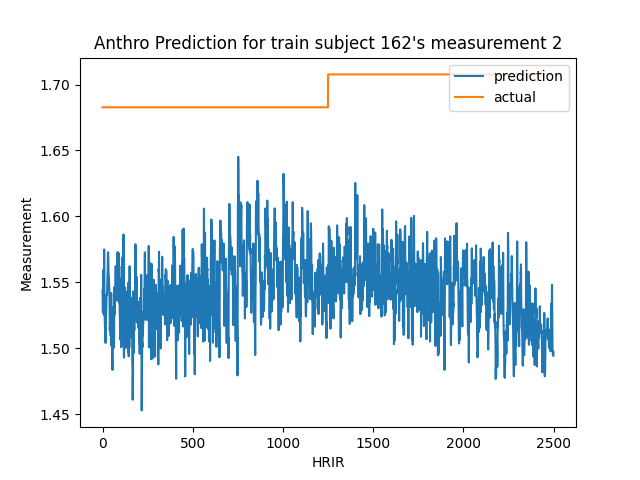 Anthro Prediction for train subject 162's measurement 2
prediction
actual
1.70
1.65
1.60
1.55
1.50
1.45
Measurement
0
500
1000
1500
2000
2500
HRIR